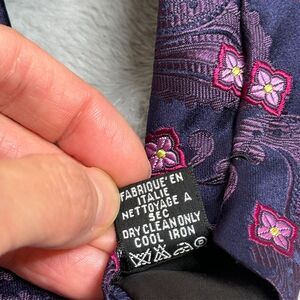 FABRIQUE' EN
ITALIE
NETTOYAGE A
SEC
DRY CLEAN ONLY
COOL IRON